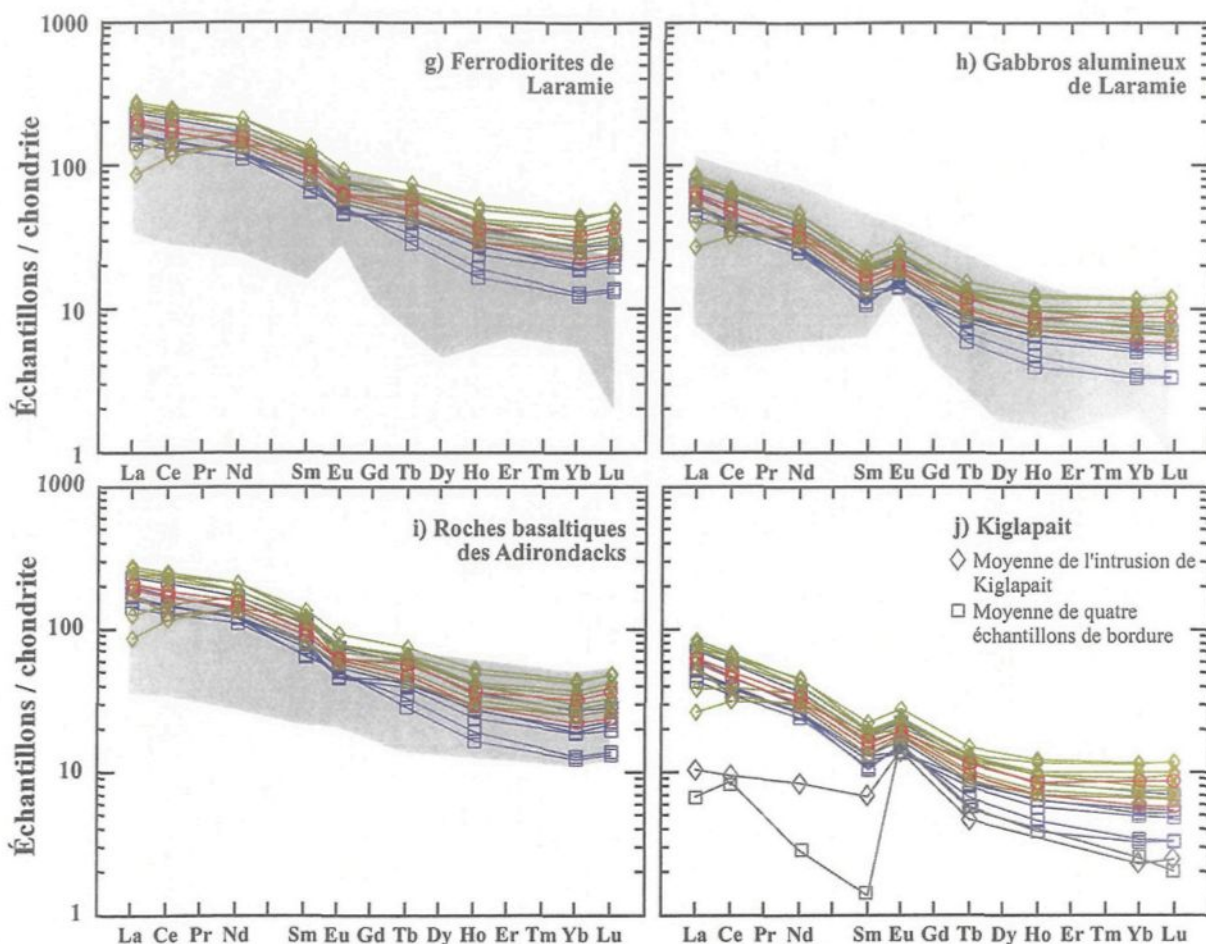 1000
100
10
1
Échantillons / chondrite
g) Ferrodiorites de
Laramie
La Ce Pr Nd Sm Eu Gd Tb Dy Ho Er Tm Yb Lu
h) Gabbros alumineux
de Laramie
La Ce Pr Nd Sm Eu Gd Tb Dy Ho Er Tm Yb Lu
1000
100
10
1
Échantillons / chondrite
i) Roches basaltiques
des Adirondacks
La Ce Pr Nd Sm Eu Gd Tb Dy Ho Er Tm Yb Lu
j) Kiglapait
Moyenne de l'intrusion de
Kiglapait
Moyenne de quatre
échantillons de bordure
La Ce Pr Nd Sm Eu Gd Tb Dy Ho Er Tm Yb Lu